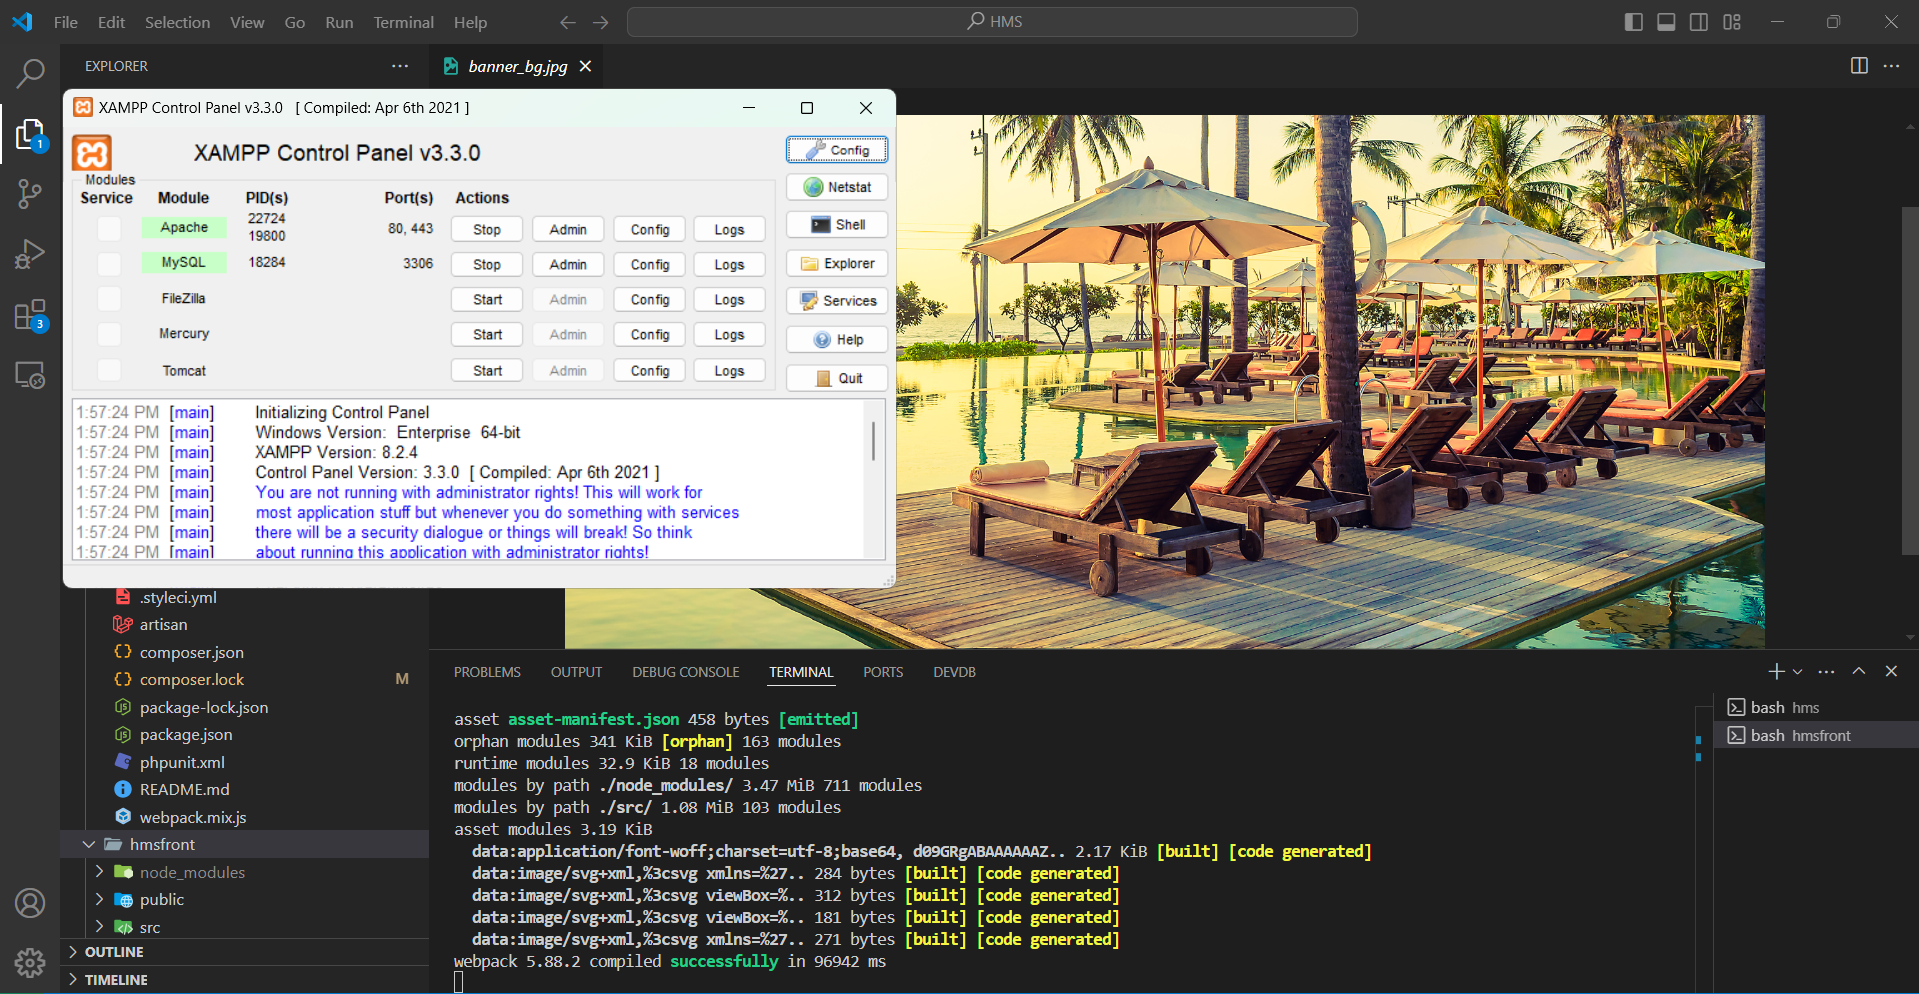 File Edit Selection View Go Run Terminal Help
HMS
EXPLORER
banner_bg.jpg
1
3
XAMPP Control Panel v3.3.0 [ Compiled: Apr 6th 2021 ]
XAMPP Control Panel v3.3.0
Modules
Service Module PID(s) Port(s) Actions
Apache 22724 19800 80, 443 Stop Admin Config Logs
MySQL 18284 3306 Stop Admin Config Logs
FileZilla Start Admin Config Logs
Mercury Start Admin Config Logs
Tomcat Start Admin Config Logs
Config
Netstat
Shell
Explorer
Services
Help
Quit
1:57:24 PM [main] Initializing Control Panel
1:57:24 PM [main] Windows Version: Enterprise 64-bit
1:57:24 PM [main] XAMPP Version: 8.2.4
1:57:24 PM [main] Control Panel Version: 3.3.0 [ Compiled: Apr 6th 2021 ]
1:57:24 PM [main] You are not running with administrator rights! This will work for
1:57:24 PM [main] most application stuff but whenever you do something with services
1:57:24 PM [main] there will be a security dialogue or things will break! So think
1:57:24 PM [main] about running this application with administrator rights!
.styleci.yml
artisan
composer.json
composer.lock M
package-lock.json
package.json
phpunit.xml
README.md
webpack.mix.js
hmsfront
node_modules
public
src
OUTLINE
TIMELINE
PROBLEMS OUTPUT DEBUG CONSOLE TERMINAL PORTS DEVDB
asset asset-manifest.json 458 bytes [emitted]
orphan modules 341 KiB [orphan] 163 modules
runtime modules 32.9 KiB 18 modules
modules by path ./node_modules/ 3.47 MiB 711 modules
modules by path ./src/ 1.08 MiB 103 modules
asset modules 3.19 KiB
data:application/font-woff;charset=utf-8;base64, d09GRgABAAAAAAZ.. 2.17 KiB [built] [code generated]
data:image/svg+xml,%3csvg xmlns=%27.. 284 bytes [built] [code generated]
data:image/svg+xml,%3csvg viewBox=%.. 312 bytes [built] [code generated]
data:image/svg+xml,%3csvg viewBox=%.. 181 bytes [built] [code generated]
data:image/svg+xml,%3csvg xmlns=%27.. 271 bytes [built] [code generated]
webpack 5.88.2 compiled successfully in 96942 ms
bash hms
bash hmsfront